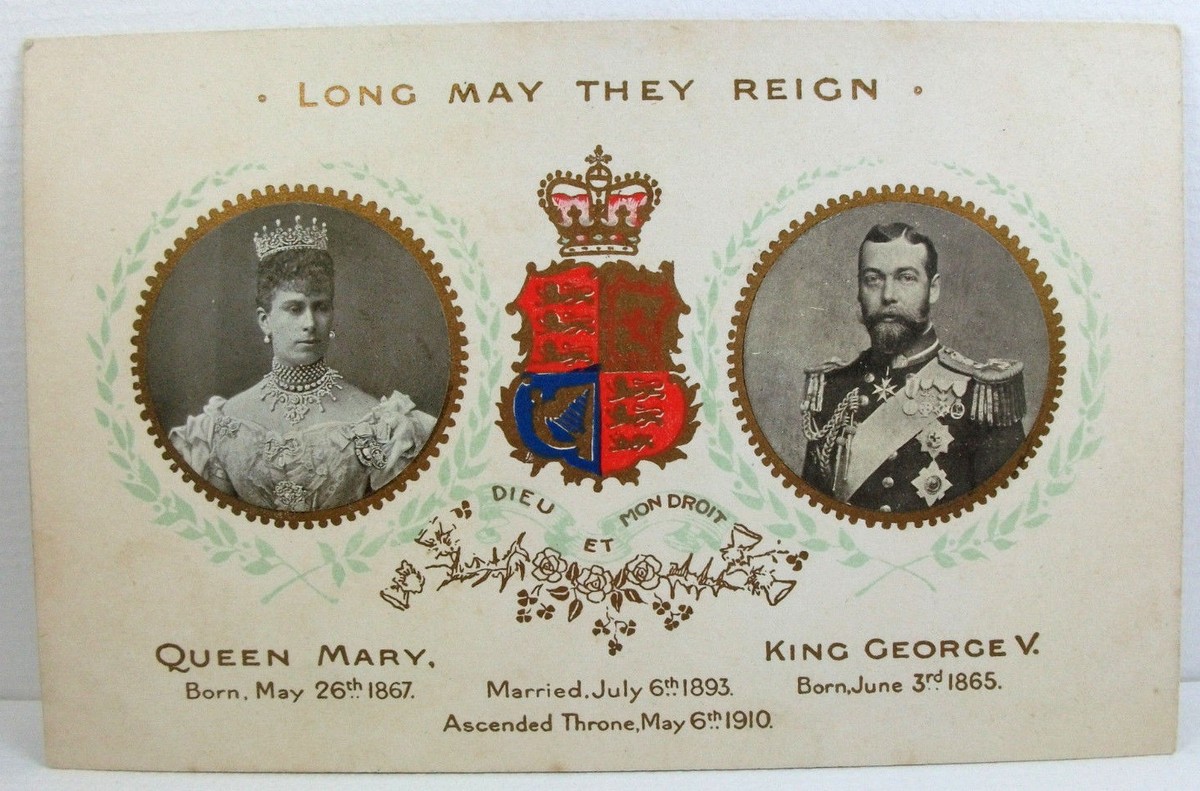 · LONG MAY THEY REIGN ·
DIEU ET MON DROIT
QUEEN MARY.
Born, May 26th 1867.
Married, July 6th 1893.
KING GEORGE V.
Born, June 3rd 1865.
Ascended Throne, May 6th 1910.